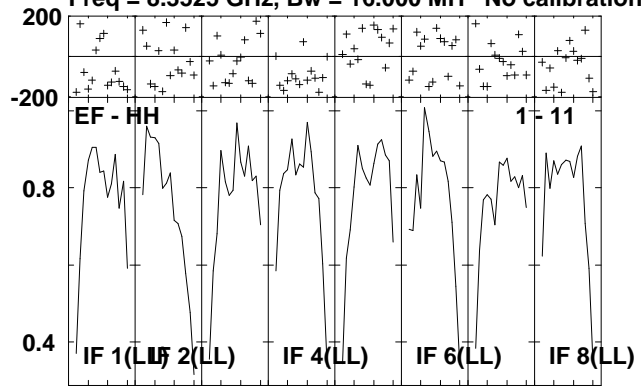 Freq = 8.3325 GHz, Bw = 16.000 MH No calibration
200
-200
EF - HH 1 - 11
0.8
0.4
IF 1(LL) IF 2(LL) IF 4(LL) IF 6(LL) IF 8(LL)